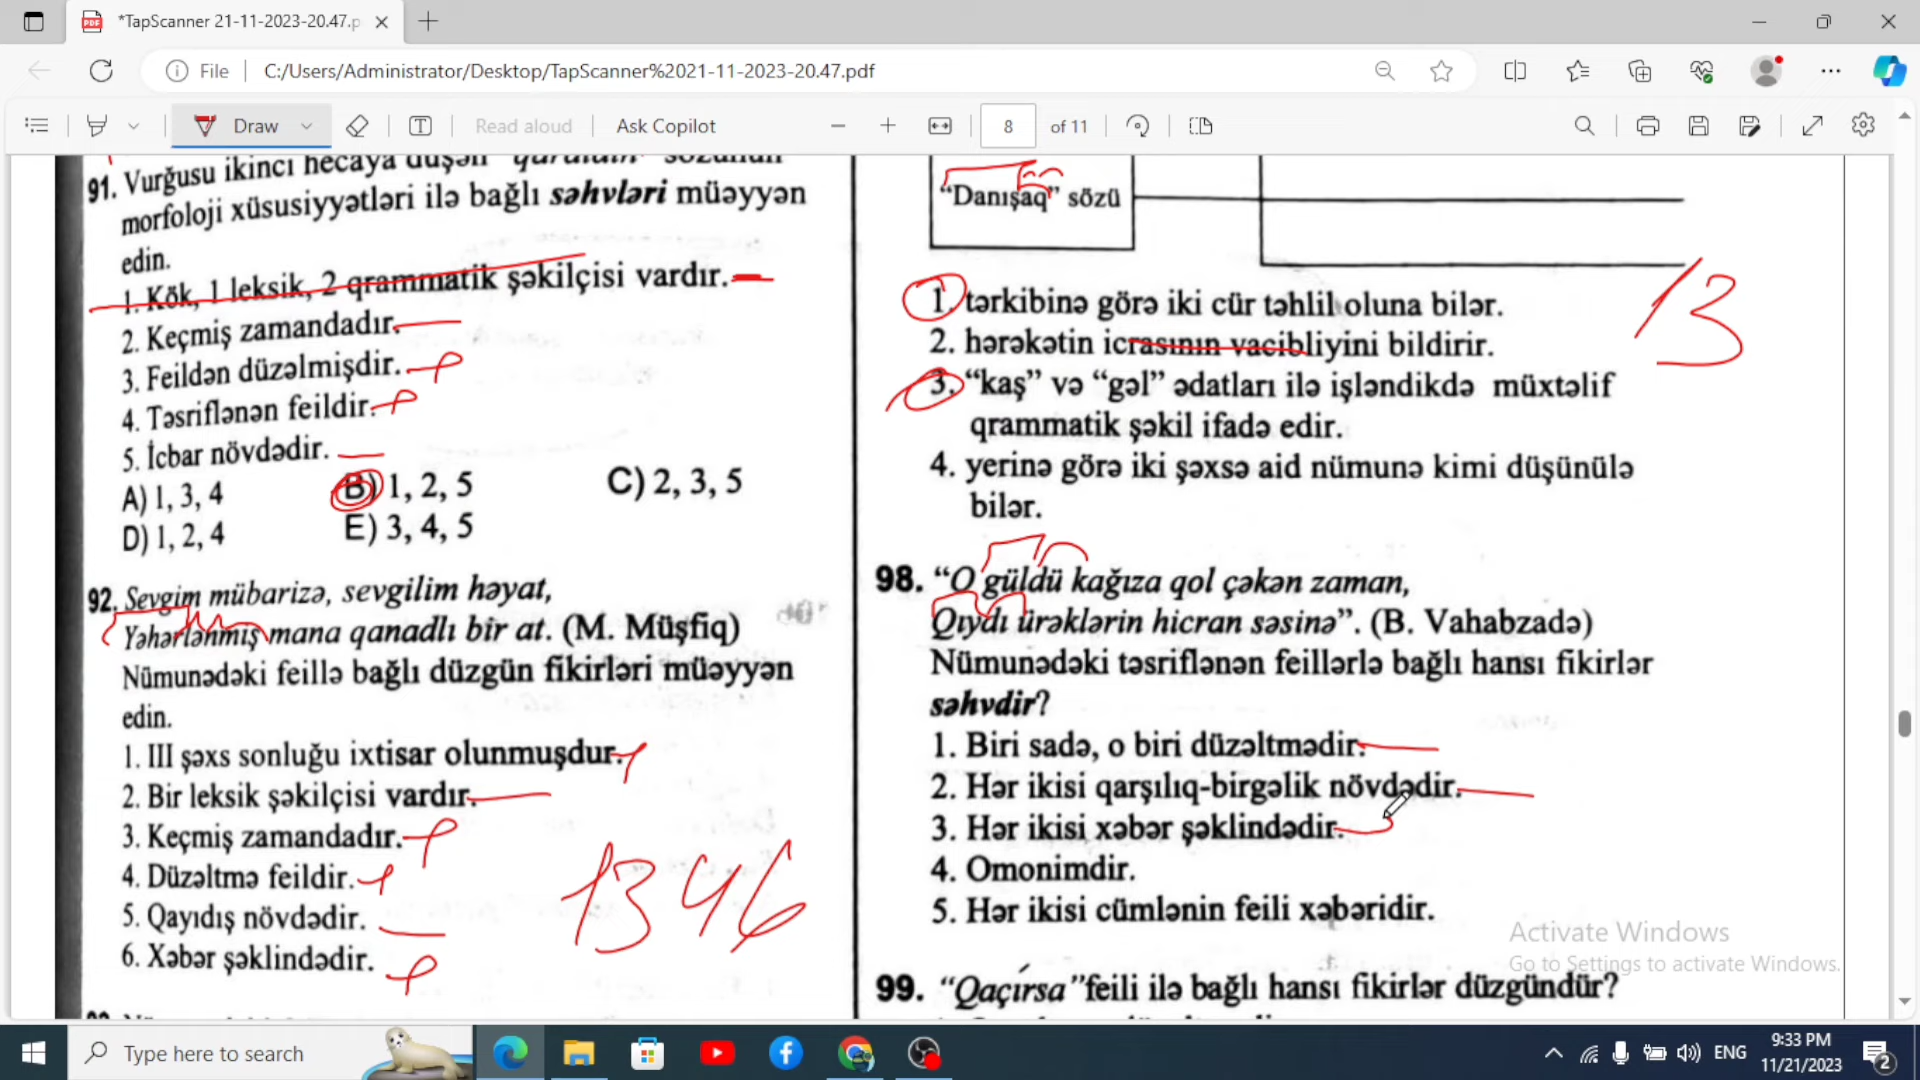 *TapScanner 21-11-2023-20.47.p
File
C:/Users/Administrator/Desktop/TapScanner%2021-11-2023-20.47.pdf
Draw
Read aloud
Ask Copilot
8
of 11
91. Vurğusu ikinci hecaya düşən sözünün
morfoloji xüsusiyyətləri ilə bağlı səhvləri müəyyən
edin.
1. Kök, 1 leksik, 2 qrammatik şəkilçisi vardır.
2. Keçmiş zamandadır.
3. Feildən düzəlmişdir.
4. Təsriflənən feildir.
5. İcbar növdədir.
A) 1, 3, 4
B) 1, 2, 5
C) 2, 3, 5
D) 1, 2, 4
E) 3, 4, 5
92. Sevgim mübarizə, sevgilim həyat,
Yəhərlənmiş mana qanadlı bir at. (M. Müşfiq)
Nümunədəki feillə bağlı düzgün fikirləri müəyyən
edin.
1. III şəxs sonluğu ixtisar olunmuşdur.
2. Bir leksik şəkilçisi vardır.
3. Keçmiş zamandadır.
4. Düzəltmə feildir.
5. Qayıdış növdədir.
6. Xəbər şəklindədir.
1346
"Danışaq" sözü
1. tərkibinə görə iki cür təhlil oluna bilər.
2. hərəkətin icrasının vacibliyini bildirir.
3. "kaş" və "gəl" ədatları ilə işləndikdə müxtəlif
qrammatik şəkil ifadə edir.
4. yerinə görə iki şəxsə aid nümunə kimi düşünülə
bilər.
13
98. "O güldü kağıza qol çəkən zaman,
Qıydı ürəklərin hicran səsinə". (B. Vahabzadə)
Nümunədəki təsriflənən feillərlə bağlı hansı fikirlər
səhvdir?
1. Biri sadə, o biri düzəltmədir.
2. Hər ikisi qarşılıq-birgəlik növdədir.
3. Hər ikisi xəbər şəklindədir.
4. Omonimdir.
5. Hər ikisi cümlənin feili xəbəridir.
99. "Qaçırsa" feili ilə bağlı hansı fikirlər düzgündür?
Activate Windows
Go to Settings to activate Windows.
Type here to search
ENG
9:33 PM
11/21/2023
2